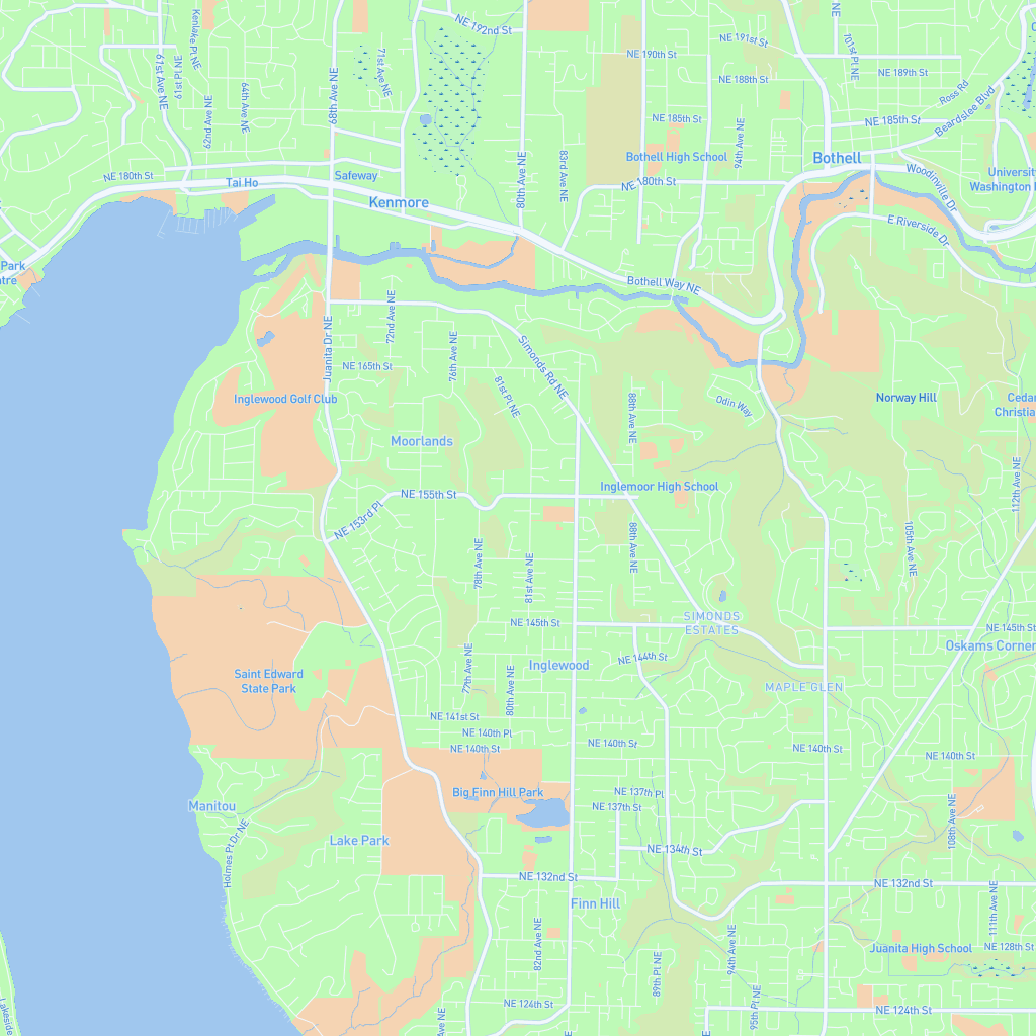 NE 192nd St
NE
Kenlake Pl NE
NE 191st St
101st Pl NE
NE 190th St
71st Ave NE
61st Ave NE
61st Pl NE
NE 189th St
NE 188th St
68th Ave NE
64th Ave NE
62nd Ave NE
Ross Rd
Beardslee Blvd
NE 185th St
NE 185th St
94th Ave NE
Bothell High School
Bothell
80th Ave NE
83rd Ave NE
NE 180th St
Tai Ho
Safeway
NE 180th St
Woodinville Dr
University
Washington
Kenmore
E Riverside Dr
Park
ntre
Bothell Way NE
Juanita Dr NE
72nd Ave NE
76th Ave NE
Simonds Rd NE
NE 165th St
81st Pl NE
Inglewood Golf Club
88th Ave NE
Odin Way
Norway Hill
Cedar
Christia
Moorlands
112th Ave NE
Inglemoor High School
NE 155th St
NE 153rd Pl
88th Ave NE
105th Ave NE
78th Ave NE
81st Ave NE
NE 145th St
SIMONDS
ESTATES
NE 145th St
Oskams Corner
NE 144th St
Inglewood
77th Ave NE
80th Ave NE
Saint Edward
State Park
MAPLE GLEN
NE 141st St
NE 140th Pl
NE 140th St
NE 140th St
NE 140th St
NE 140th St
Big Finn Hill Park
NE 137th Pl
NE 137th St
Manitou
Holmes Pt Dr NE
108th Ave NE
Lake Park
NE 134th St
NE 132nd St
NE 132nd St
Finn Hill
111th Ave NE
82nd Ave NE
94th Ave NE
Juanita High School
NE 128th St
89th Pl NE
95th Pl NE
NE 124th St
NE 124th St
Lakeside
Ave NE
NE